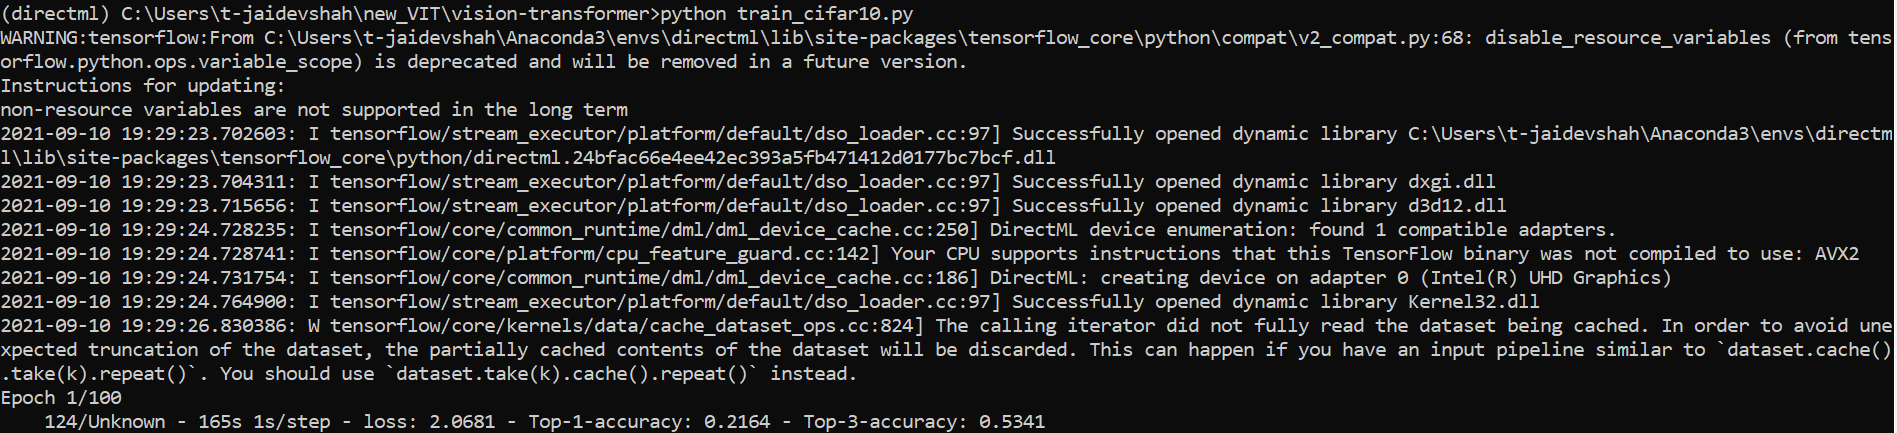 (directml) C:\Users\t-jaidevshah\new_VIT\vision-transformer>python train_cifar10.py
WARNING:tensorflow:From C:\Users\t-jaidevshah\Anaconda3\envs\directml\lib\site-packages\tensorflow_core\python\compat\v2_compat.py:68: disable_resource_variables (from tens
orflow.python.ops.variable_scope) is deprecated and will be removed in a future version.
Instructions for updating:
non-resource variables are not supported in the long term
2021-09-10 19:29:23.702603: I tensorflow/stream_executor/platform/default/dso_loader.cc:97] Successfully opened dynamic library C:\Users\t-jaidevshah\Anaconda3\envs\directm
l\lib\site-packages\tensorflow_core\python/directml.24bfac66e4ee42ec393a5fb471412d0177bc7bcf.dll
2021-09-10 19:29:23.704311: I tensorflow/stream_executor/platform/default/dso_loader.cc:97] Successfully opened dynamic library dxgi.dll
2021-09-10 19:29:23.715656: I tensorflow/stream_executor/platform/default/dso_loader.cc:97] Successfully opened dynamic library d3d12.dll
2021-09-10 19:29:24.728235: I tensorflow/core/common_runtime/dml/dml_device_cache.cc:250] DirectML device enumeration: found 1 compatible adapters.
2021-09-10 19:29:24.728741: I tensorflow/core/platform/cpu_feature_guard.cc:142] Your CPU supports instructions that this TensorFlow binary was not compiled to use: AVX2
2021-09-10 19:29:24.731754: I tensorflow/core/common_runtime/dml/dml_device_cache.cc:186] DirectML: creating device on adapter 0 (Intel(R) UHD Graphics)
2021-09-10 19:29:24.764900: I tensorflow/stream_executor/platform/default/dso_loader.cc:97] Successfully opened dynamic library Kernel32.dll
2021-09-10 19:29:26.830386: W tensorflow/core/kernels/data/cache_dataset_ops.cc:824] The calling iterator did not fully read the dataset being cached. In order to avoid une
xpected truncation of the dataset, the partially cached contents of the dataset will be discarded. This can happen if you have an input pipeline similar to `dataset.cache()
.take(k).repeat()`. You should use `dataset.take(k).cache().repeat()` instead.
Epoch 1/100
    124/Unknown - 165s 1s/step - loss: 2.0681 - Top-1-accuracy: 0.2164 - Top-3-accuracy: 0.5341